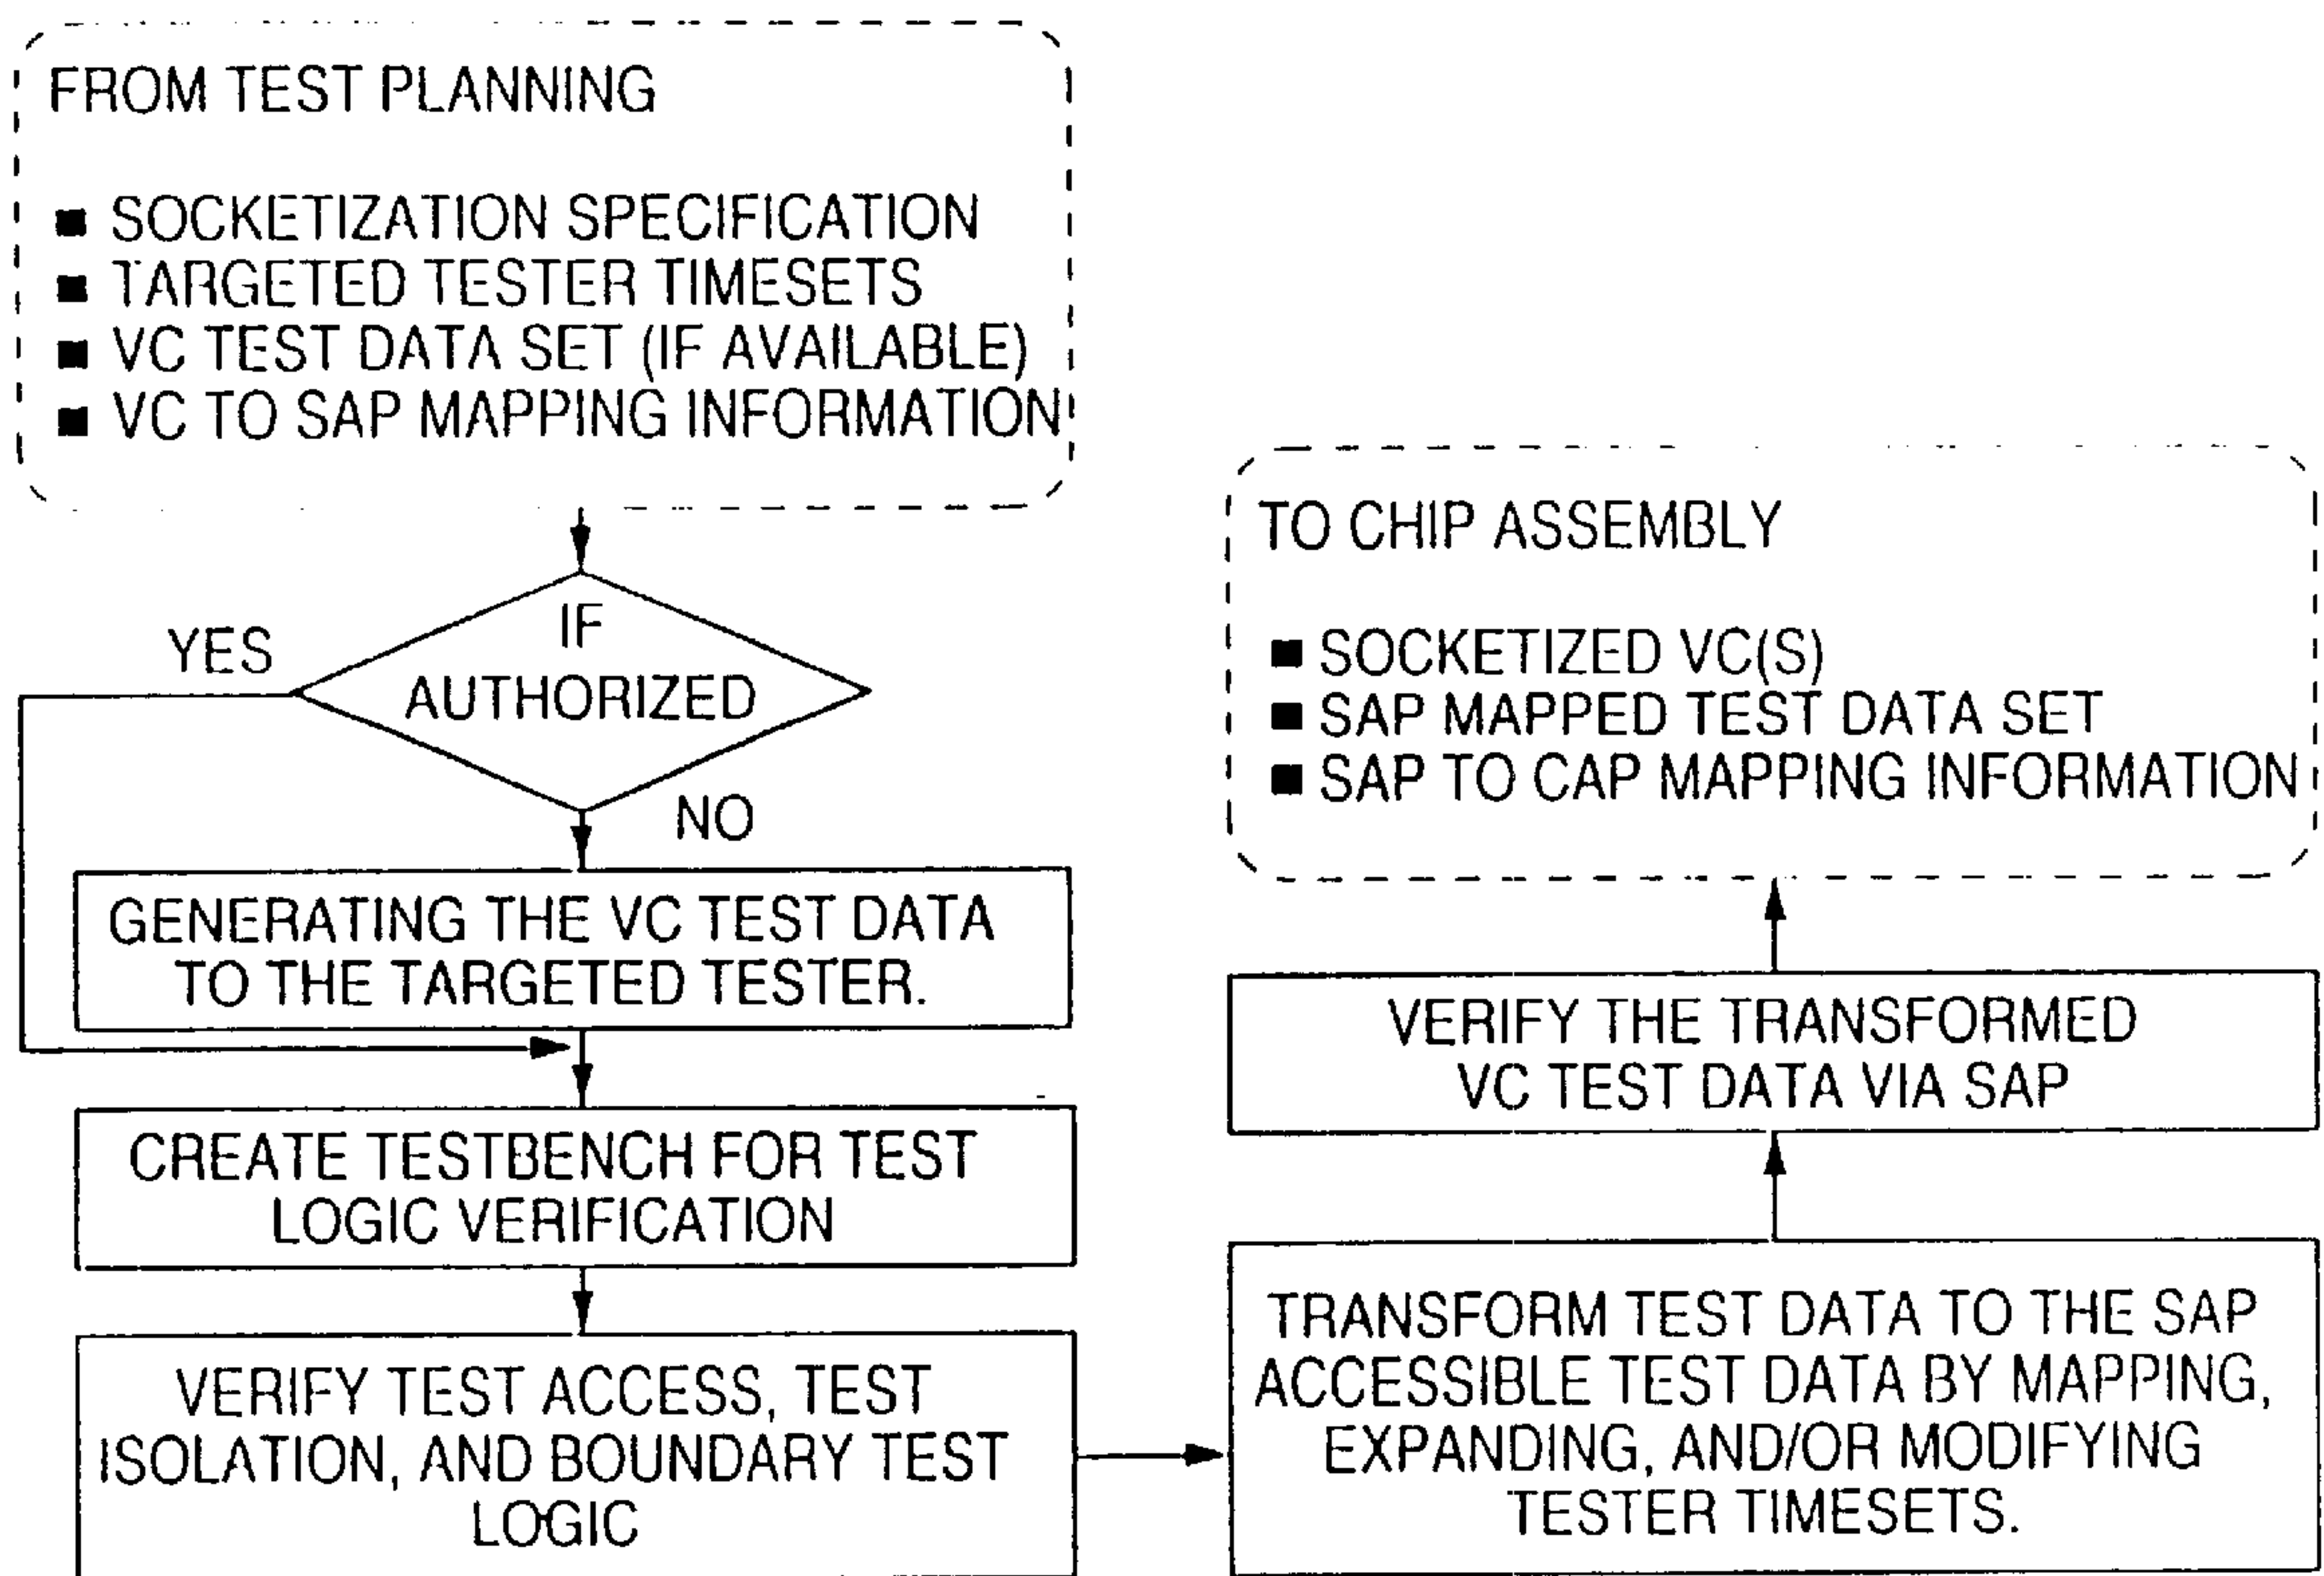 FROM TEST PLANNING
■ SOCKETIZATION SPECIFICATION
■ TARGETED TESTER TIMESETS
■ VC TEST DATA SET (IF AVAILABLE)
■ VC TO SAP MAPPING INFORMATION
IF
AUTHORIZED
YES
NO
GENERATING THE VC TEST DATA
TO THE TARGETED TESTER.
CREATE TESTBENCH FOR TEST
LOGIC VERIFICATION
VERIFY TEST ACCESS, TEST
ISOLATION, AND BOUNDARY TEST
LOGIC
TRANSFORM TEST DATA TO THE SAP
ACCESSIBLE TEST DATA BY MAPPING,
EXPANDING, AND/OR MODIFYING
TESTER TIMESETS.
VERIFY THE TRANSFORMED
VC TEST DATA VIA SAP
TO CHIP ASSEMBLY
■ SOCKETIZED VC(S)
■ SAP MAPPED TEST DATA SET
■ SAP TO CAP MAPPING INFORMATION